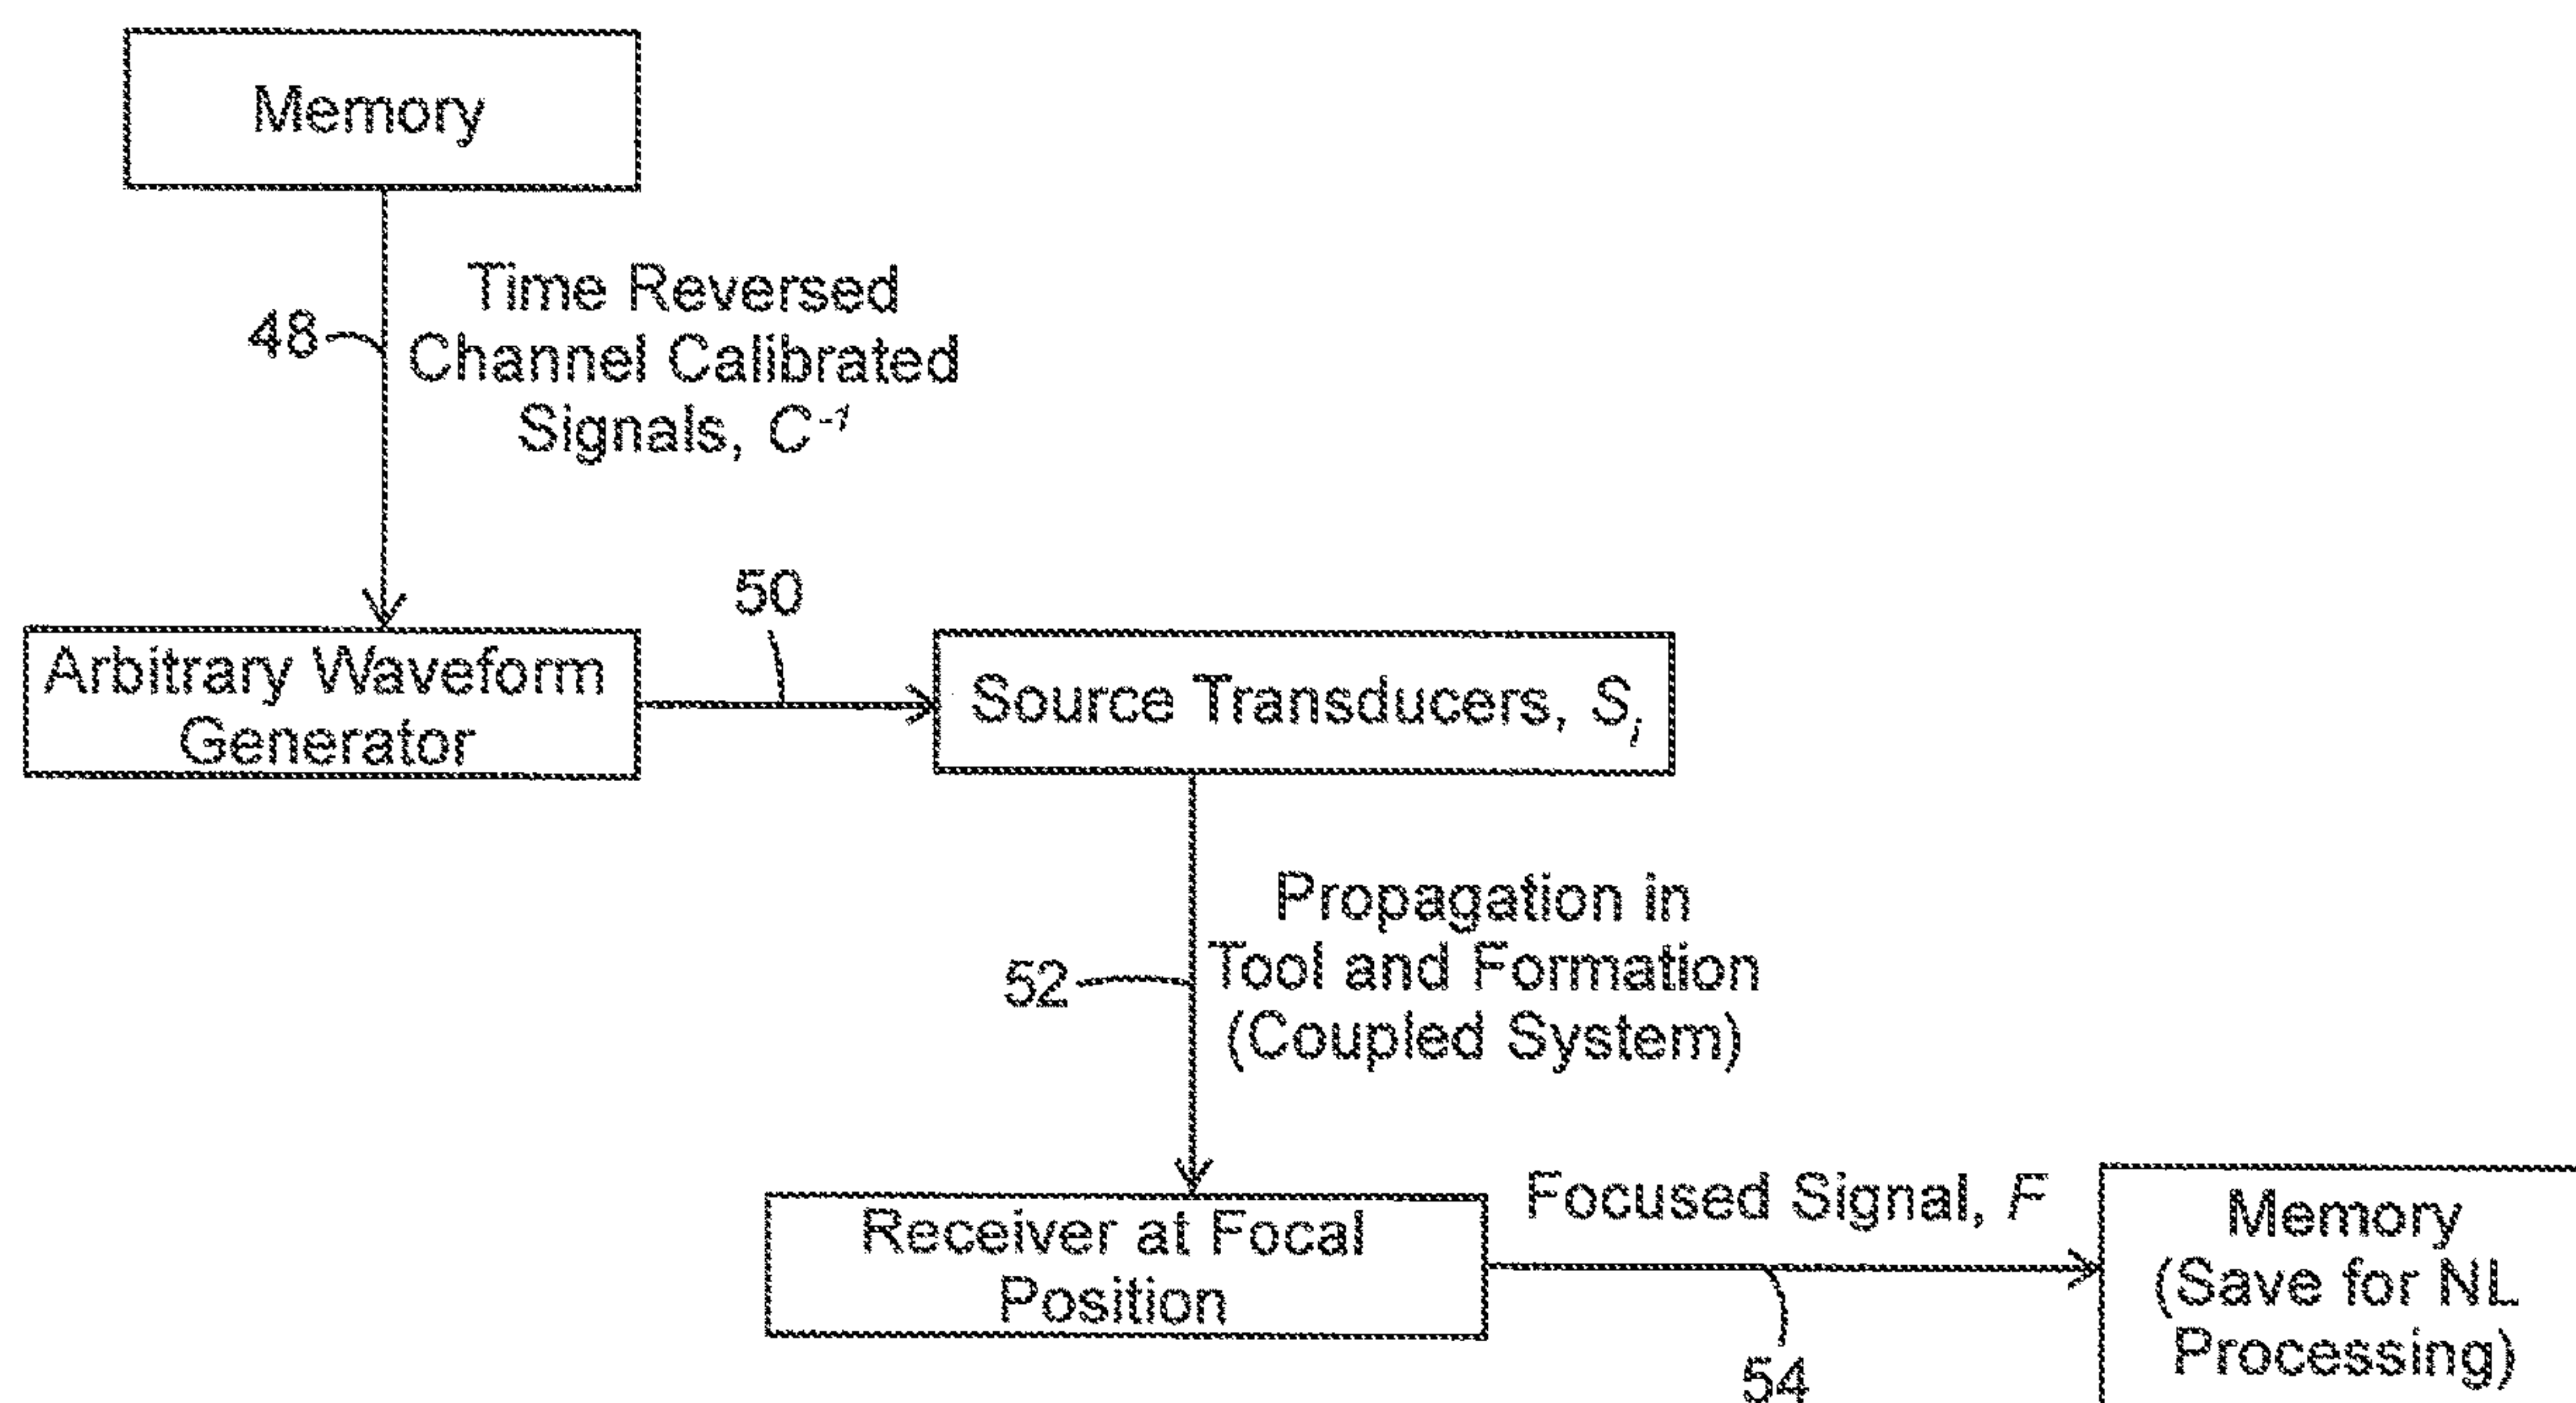 Memory
Time Reversed
48
Channel Calibrated
Signals, C⁻¹
50
Arbitrary Waveform
Generator
Source Transducers, Sᵢ
Propagation in
52
Tool and Formation
(Coupled System)
Receiver at Focal
Position
Focused Signal, F
54
Memory
(Save for NL
Processing)